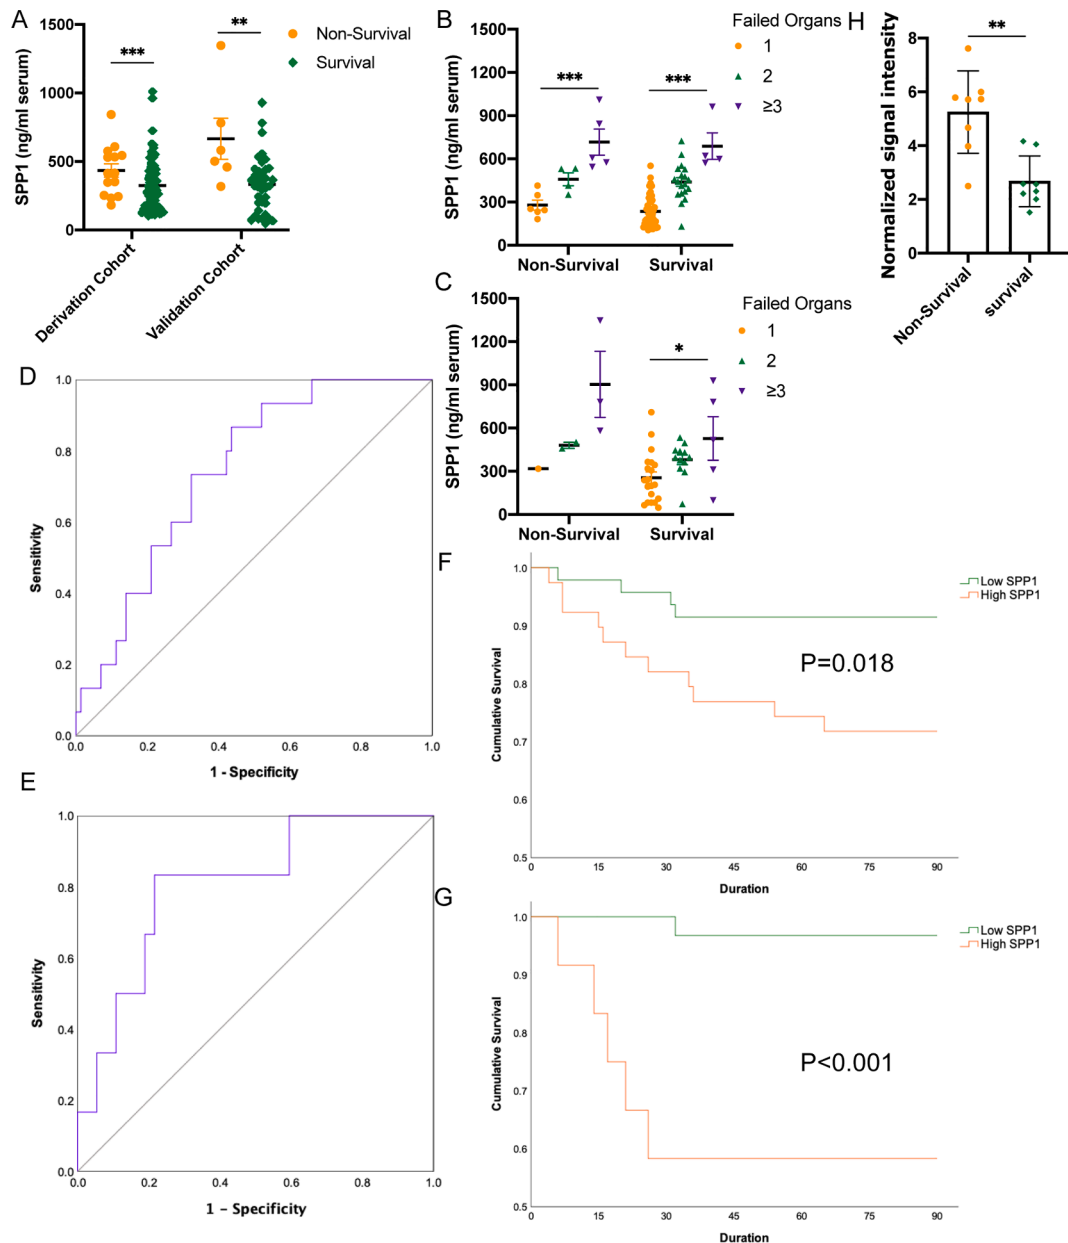 A
SPP1 (ng/ml serum)
1500
1000
500
0
***
**
Non-Survival
Survival
Derivation Cohort
Validation Cohort
B
SPP1 (ng/ml serum)
1500
1200
900
600
300
0
***
***
Failed Organs
1
2
≥3
Non-Survival
Survival
H
Normalized signal intensity
8
6
4
2
0
**
Non-Survival
survival
C
SPP1 (ng/ml serum)
1500
1200
900
600
300
0
*
Failed Organs
1
2
≥3
Non-Survival
Survival
D
Sensitivity
1.0
0.8
0.6
0.4
0.2
0.0
0.0 0.2 0.4 0.6 0.8 1.0
1 - Specificity
F
Cumulative Survival
1.0
0.9
0.8
0.7
0.6
0.5
0 15 30 45 60 75 90
Duration
Low SPP1
High SPP1
P=0.018
E
Sensitivity
1.0
0.8
0.6
0.4
0.2
0.0
0.0 0.2 0.4 0.6 0.8 1.0
1 – Specificity
G
Cumulative Survival
1.0
0.9
0.8
0.7
0.6
0.5
0 15 30 45 60 75 90
Duration
Low SPP1
High SPP1
P<0.001